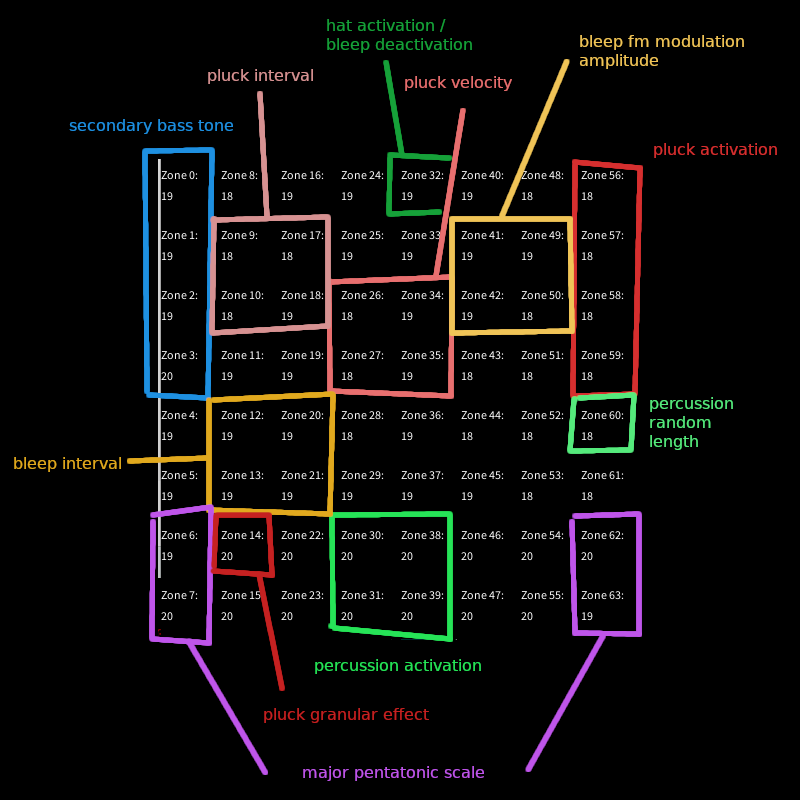 hat activation /
bleep deactivation
bleep fm modulation
amplitude
pluck interval
pluck velocity
secondary bass tone
pluck activation
Zone 0: Zone 8: Zone 16: Zone 24: Zone 32: Zone 40: Zone 48: Zone 56:
19 18 19 19 19 19 18 18
Zone 1: Zone 9: Zone 17: Zone 25: Zone 33 Zone 41: Zone 49: Zone 57:
19 18 18 19 19 19 19 18
Zone 2: Zone 10: Zone 18: Zone 26: Zone 34: Zone 42: Zone 50: Zone 58:
19 18 19 18 19 19 18 18
Zone 3: Zone 11: Zone 19: Zone 27: Zone 35: Zone 43: Zone 51: Zone 59:
20 19 19 18 19 18 18 18
Zone 4: Zone 12: Zone 20: Zone 28: Zone 36: Zone 44: Zone 52: Zone 60:
19 19 19 18 19 18 18 18
percussion
random
length
bleep interval
Zone 5: Zone 13: Zone 21: Zone 29: Zone 37: Zone 45: Zone 53: Zone 61:
19 19 19 19 19 19 18 18
Zone 6: Zone 14: Zone 22: Zone 30: Zone 38: Zone 46: Zone 54: Zone 62:
19 20 20 20 20 20 20 20
Zone 7: Zone 15 Zone 23: Zone 31: Zone 39: Zone 47: Zone 55: Zone 63:
20 20 20 20 20 20 20 19
percussion activation
pluck granular effect
major pentatonic scale